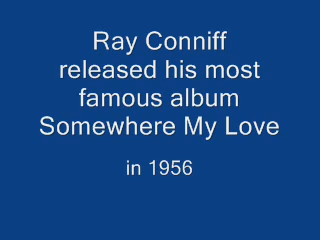 Ray Conniff
released his most
famous album
Somewhere My Love
in 1956